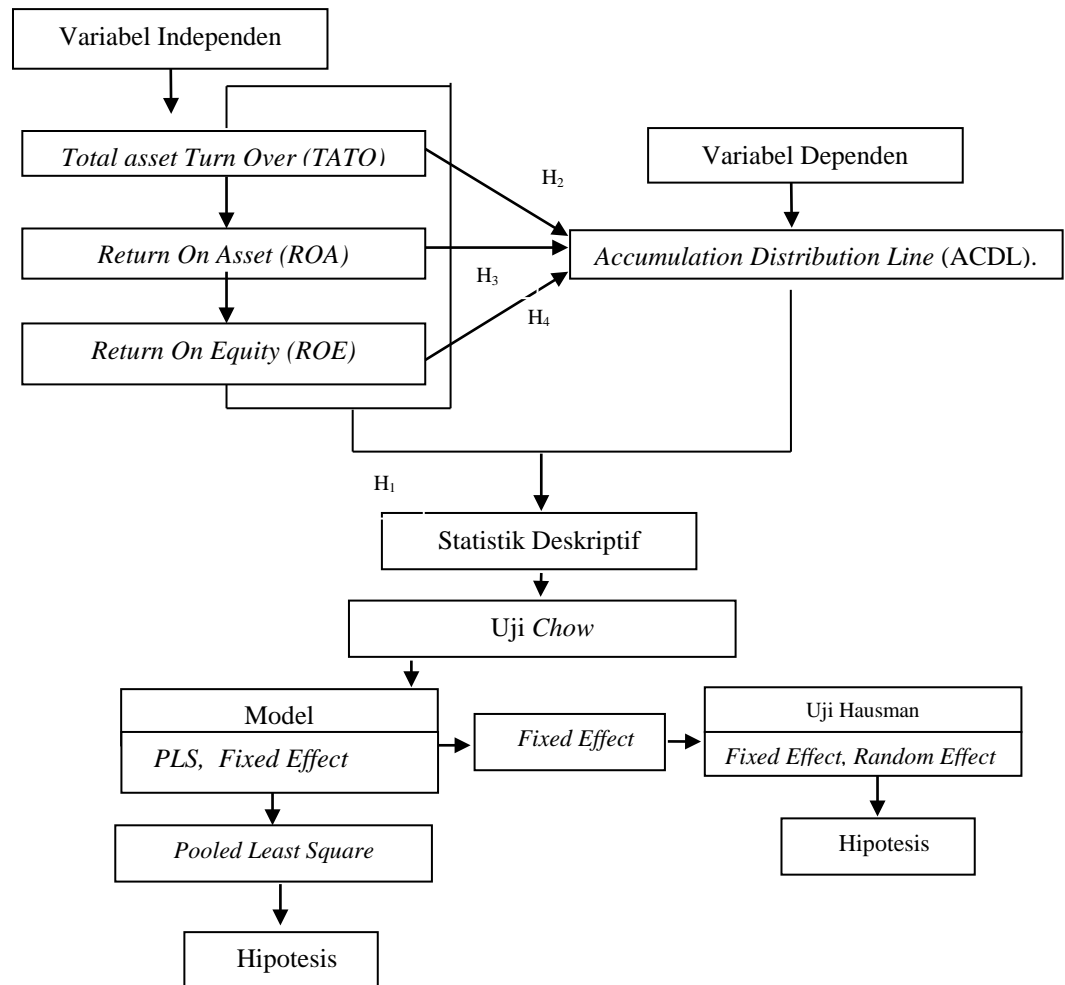 Variabel Independen
Total asset Turn Over (TATO)
Variabel Dependen
H2
Return On Asset (ROA)
Accumulation Distribution Line (ACDL).
H3
H4
Return On Equity (ROE)
H1
Statistik Deskriptif
Uji Chow
Model
PLS, Fixed Effect
Fixed Effect
Uji Hausman
Fixed Effect, Random Effect
Pooled Least Square
Hipotesis
Hipotesis